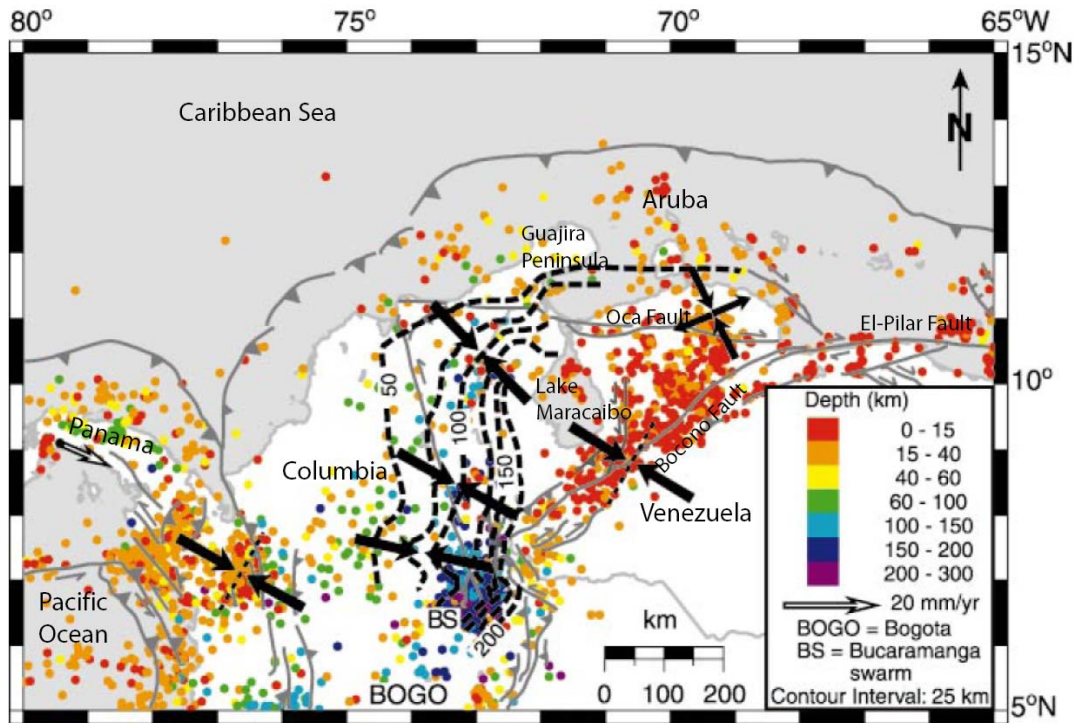 80° 75° 70° 65°W
15°N
Caribbean Sea
N
Aruba
Guajira
Peninsula
Oca Fault
El-Pilar Fault
50
100
150
200
Lake
Maracaibo
10°
Bocono Fault
Panama
Columbia
Venezuela
Pacific
Ocean
BS
BOGO
km
0 100 200
Depth (km)
0 - 15
15 - 40
40 - 60
60 - 100
100 - 150
150 - 200
200 - 300
20 mm/yr
BOGO = Bogota
BS = Bucaramanga
swarm
Contour Interval: 25 km
5°N